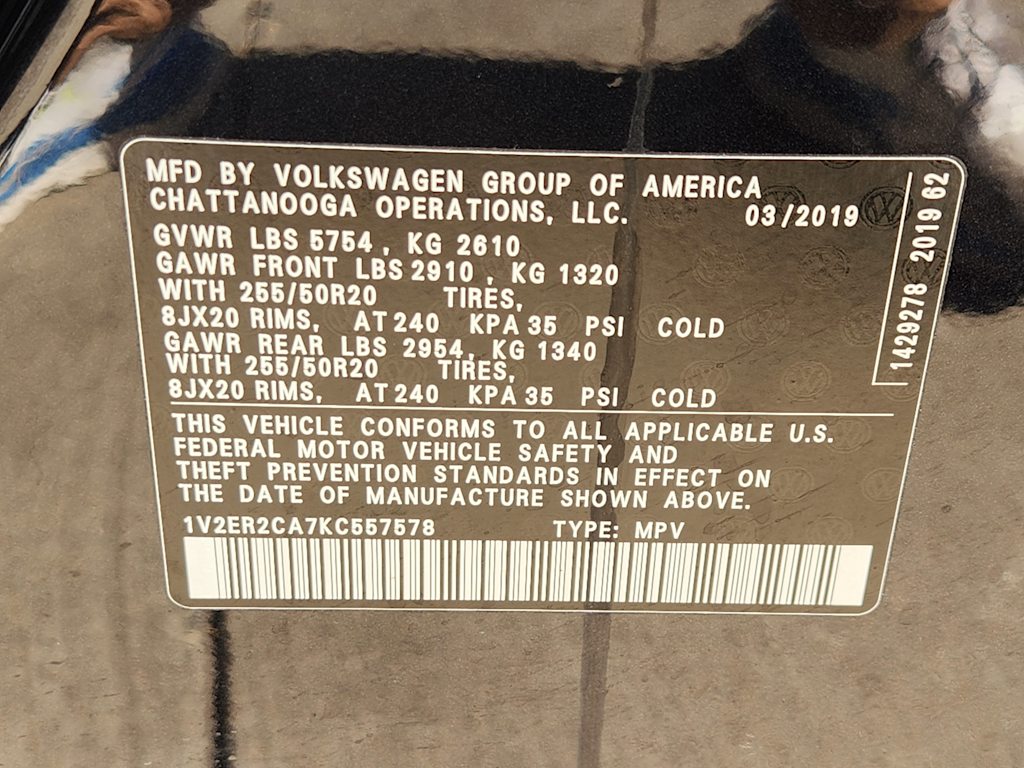 MFD BY VOLKSWAGEN GROUP OF AMERICA
CHATTANOOGA OPERATIONS, LLC. 03/2019
GVWR LBS 5754, KG 2610
GAWR FRONT LBS 2910, KG 1320
WITH 255/50R20 TIRES,
8JX20 RIMS, AT 240 KPA 35 PSI COLD
GAWR REAR LBS 2954, KG 1340
WITH 255/50R20 TIRES,
8JX20 RIMS, AT 240 KPA 35 PSI COLD
THIS VEHICLE CONFORMS TO ALL APPLICABLE U.S.
FEDERAL MOTOR VEHICLE SAFETY AND
THEFT PREVENTION STANDARDS IN EFFECT ON
THE DATE OF MANUFACTURE SHOWN ABOVE.
1V2ER2CA7KC557578 TYPE: MPV
1429278 2019 62